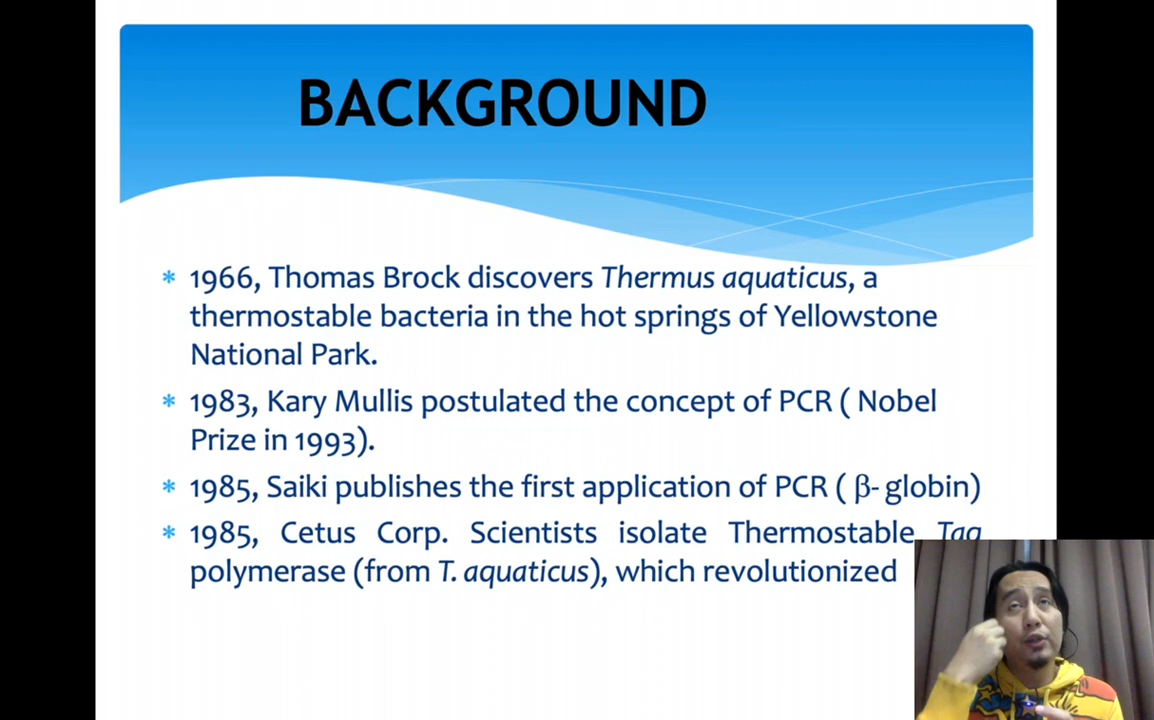 BACKGROUND
* 1966, Thomas Brock discovers Thermus aquaticus, a
thermostable bacteria in the hot springs of Yellowstone
National Park.
* 1983, Kary Mullis postulated the concept of PCR ( Nobel
Prize in 1993).
* 1985, Saiki publishes the first application of PCR ( β- globin)
* 1985, Cetus Corp. Scientists isolate Thermostable Taq
polymerase (from T. aquaticus), which revolutionized